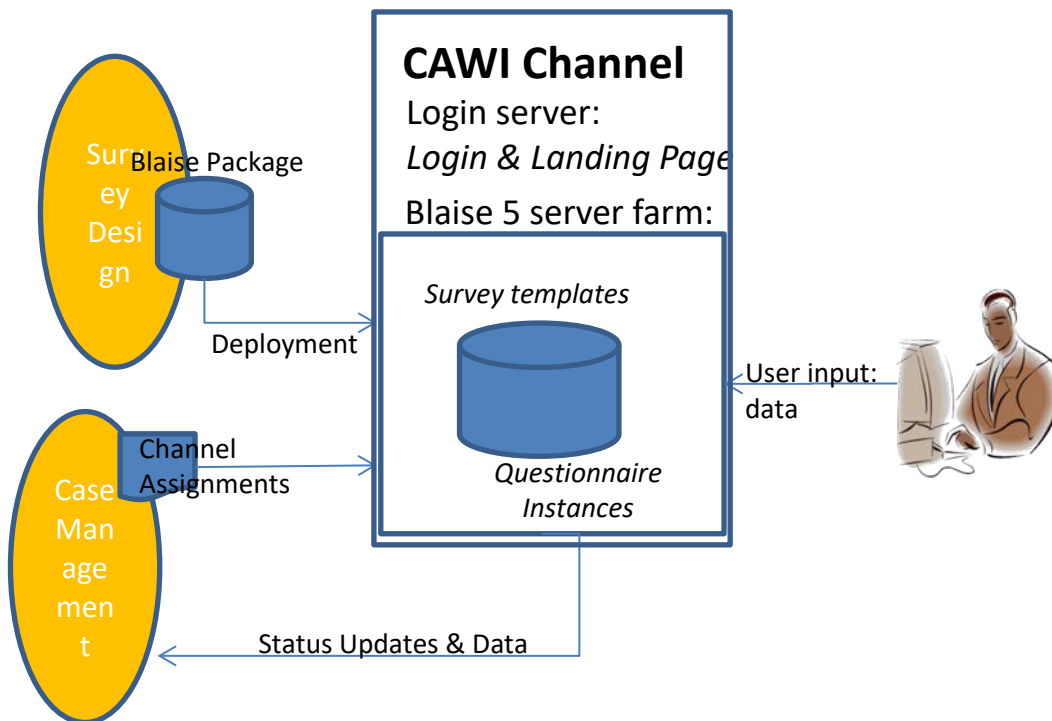 CAWI Channel
Login server:
Login & Landing Page
Blaise 5 server farm:
Surv
ey
Desi
gn
Blaise Package
Deployment
Survey templates
Questionnaire
Instances
User input:
data
Channel
Assignments
Case
Man
age
men
t
Status Updates & Data